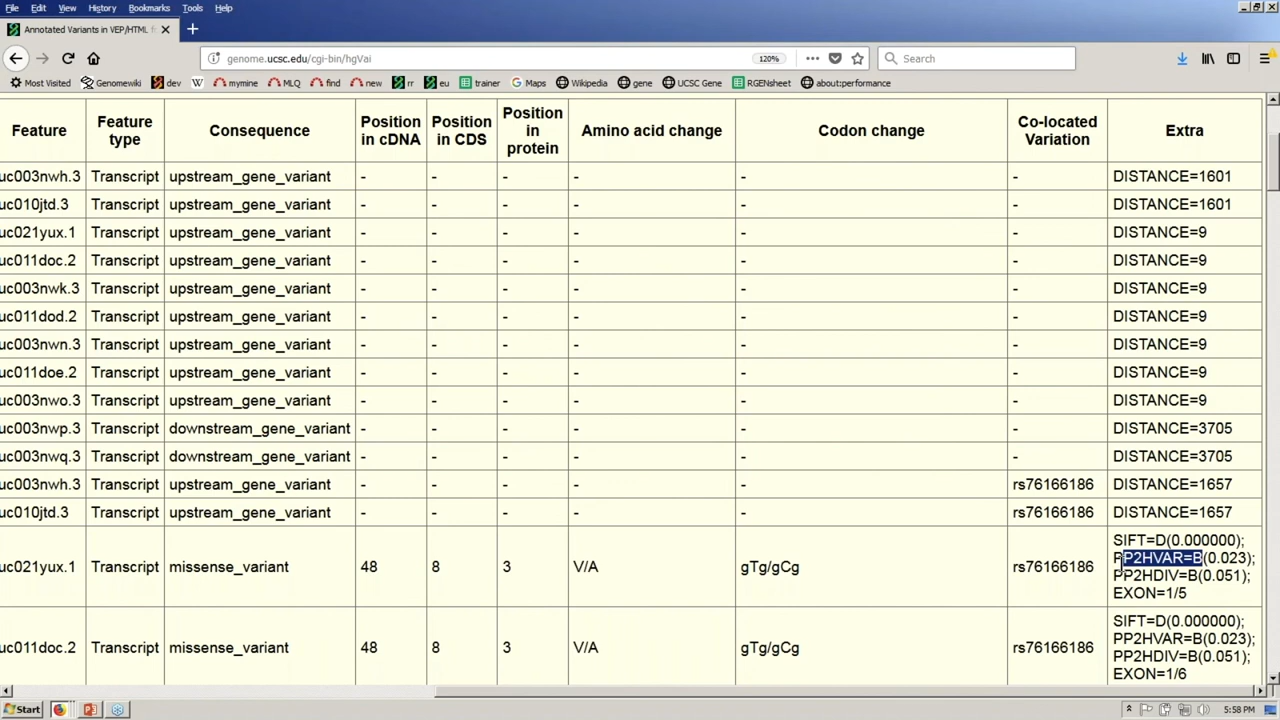 File Edit View History Bookmarks Tools Help
Annotated Variants in VEP/HTML f
genome.ucsc.edu/cgi-bin/hgVai 120% Search
Most Visited Genomewiki dev mymine MLQ find new rr eu trainer Maps Wikipedia gene UCSC Gene RGENsheet about:performance
Feature Feature type Consequence Position in cDNA Position in CDS Position in protein Amino acid change Codon change Co-located Variation Extra
uc003nwh.3 Transcript upstream_gene_variant - - - - - - DISTANCE=1601
uc010jtd.3 Transcript upstream_gene_variant - - - - - - DISTANCE=1601
uc021yux.1 Transcript upstream_gene_variant - - - - - - DISTANCE=9
uc011doc.2 Transcript upstream_gene_variant - - - - - - DISTANCE=9
uc003nwk.3 Transcript upstream_gene_variant - - - - - - DISTANCE=9
uc011dod.2 Transcript upstream_gene_variant - - - - - - DISTANCE=9
uc003nwn.3 Transcript upstream_gene_variant - - - - - - DISTANCE=9
uc011doe.2 Transcript upstream_gene_variant - - - - - - DISTANCE=9
uc003nwo.3 Transcript upstream_gene_variant - - - - - - DISTANCE=9
uc003nwp.3 Transcript downstream_gene_variant - - - - - - DISTANCE=3705
uc003nwq.3 Transcript downstream_gene_variant - - - - - - DISTANCE=3705
uc003nwh.3 Transcript upstream_gene_variant - - - - - rs76166186 DISTANCE=1657
uc010jtd.3 Transcript upstream_gene_variant - - - - - rs76166186 DISTANCE=1657
uc021yux.1 Transcript missense_variant 48 8 3 V/A gTg/gCg rs76166186 SIFT=D(0.000000);
PP2HVAR=B(0.023);
PP2HDIV=B(0.051);
EXON=1/5
uc011doc.2 Transcript missense_variant 48 8 3 V/A gTg/gCg rs76166186 SIFT=D(0.000000);
PP2HVAR=B(0.023);
PP2HDIV=B(0.051);
EXON=1/6
Start 5:58 PM